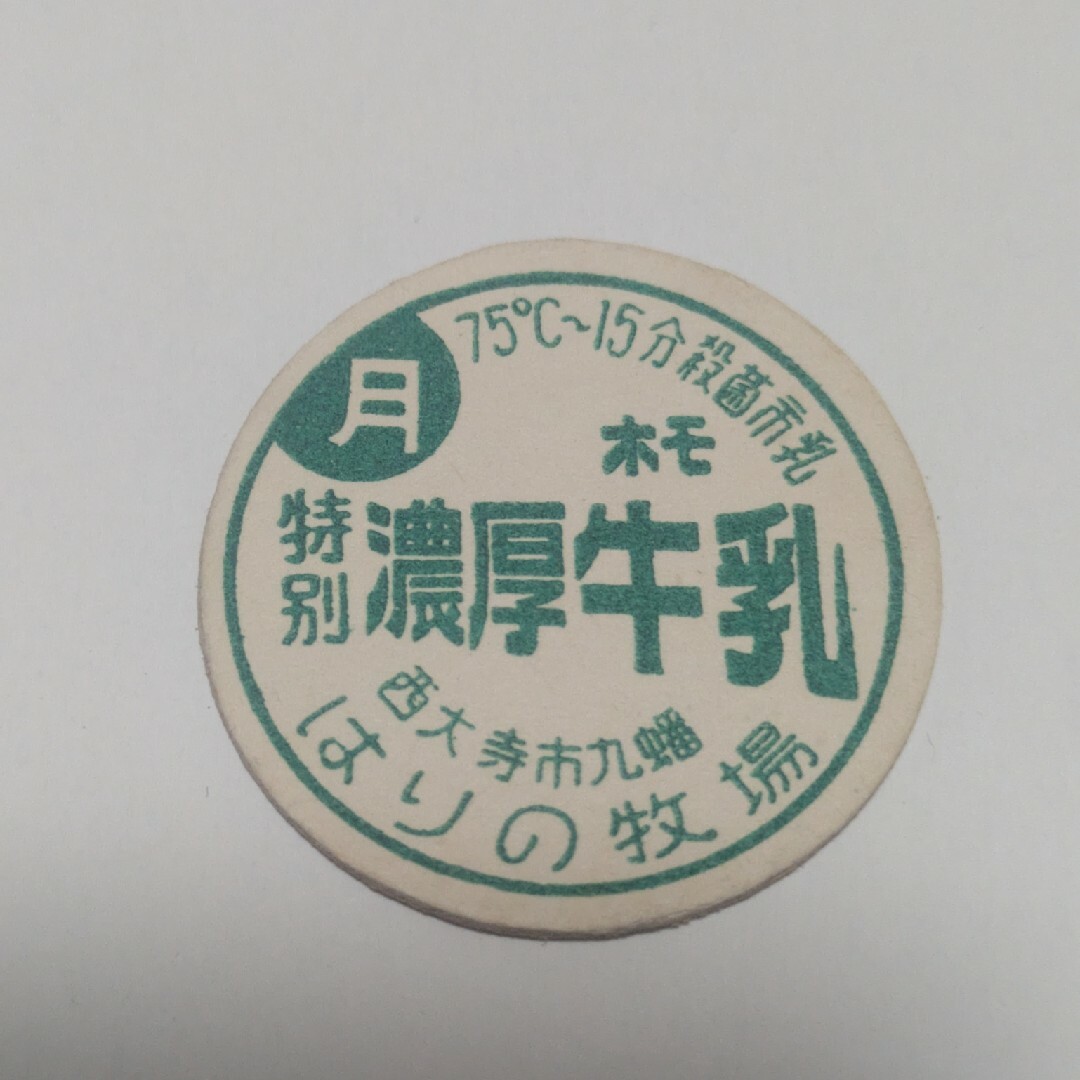 月
75℃~15分殺菌市乳
ホモ
特別
濃厚牛乳
西大寺市九蟠
はりの牧場